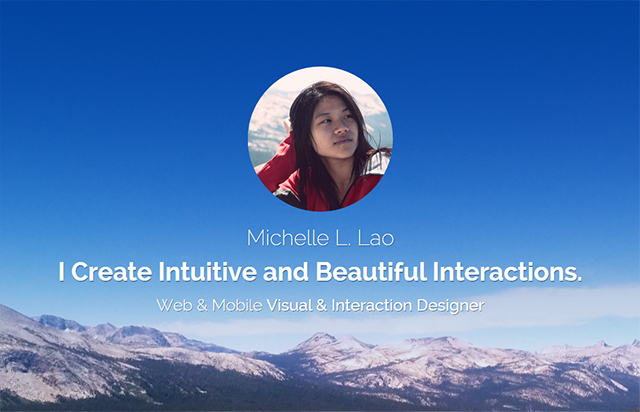 Michelle L. Lao
I Create Intuitive and Beautiful Interactions.
Web & Mobile Visual & Interaction Designer